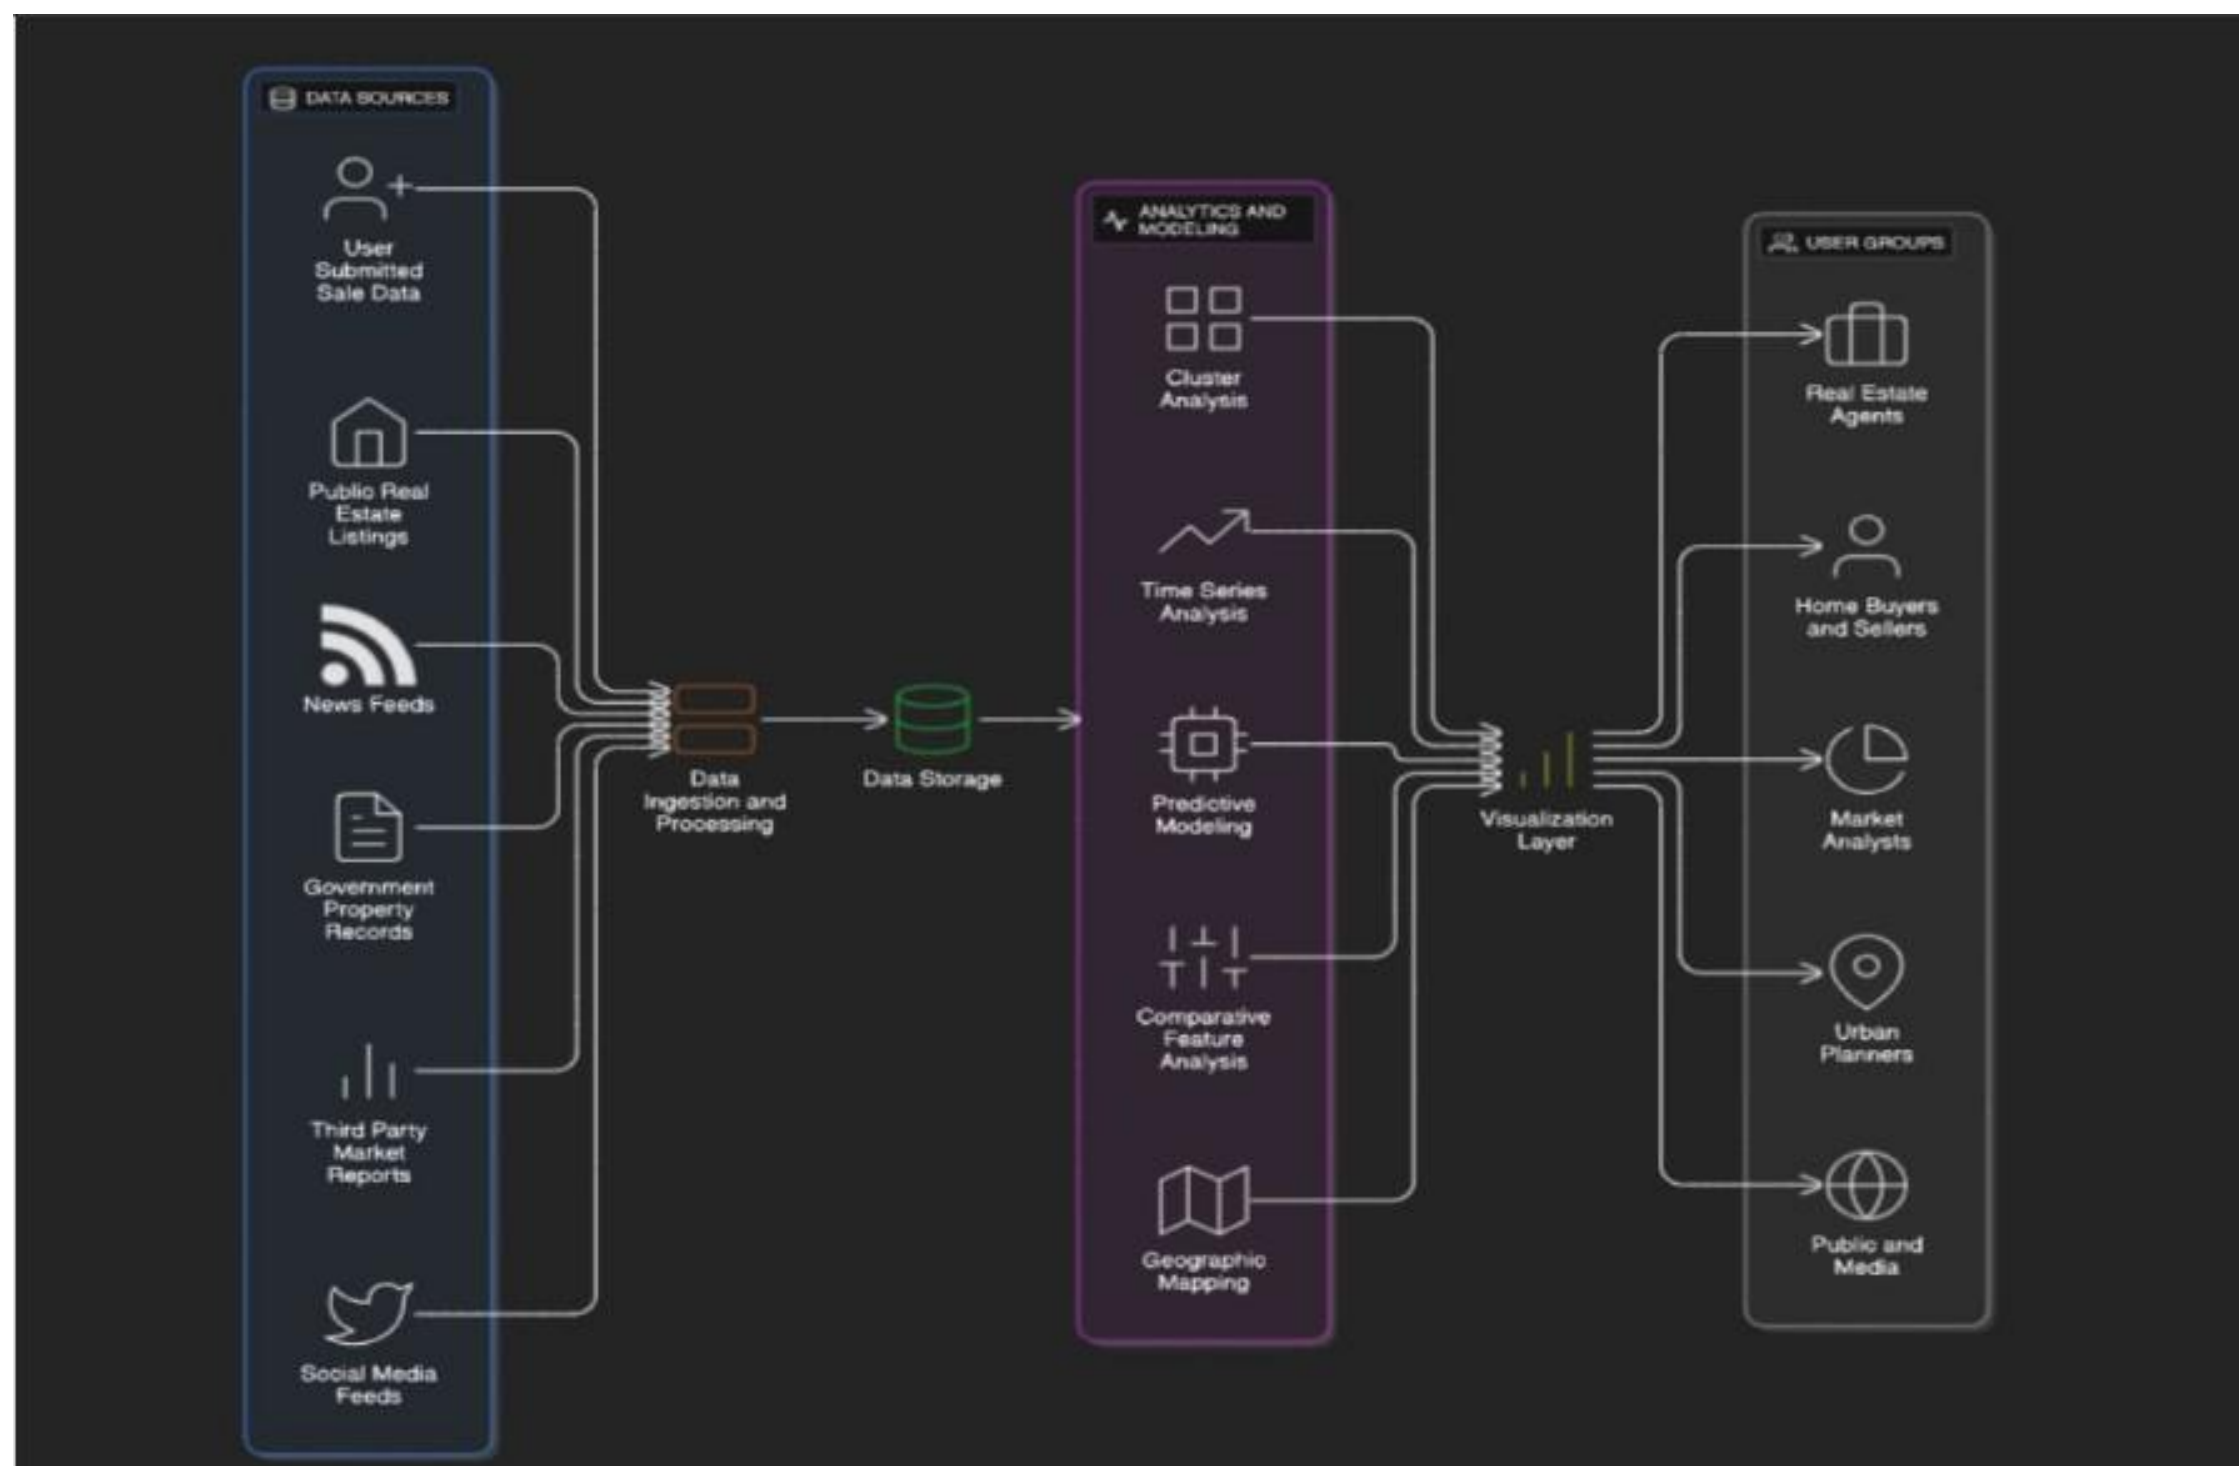 DATA SOURCES
User
Submitted
Sale Data
Public Real
Estate
Listings
News Feeds
Government
Property
Records
Third Party
Market
Reports
Social Media
Feeds
Data
Ingestion and
Processing
Data Storage
ANALYTICS AND
MODELING
Cluster
Analysis
Time Series
Analysis
Predictive
Modeling
Comparative
Feature
Analysis
Geographic
Mapping
Visualization
Layer
USER GROUPS
Real Estate
Agents
Home Buyers
and Sellers
Market
Analysts
Urban
Planners
Public and
Media